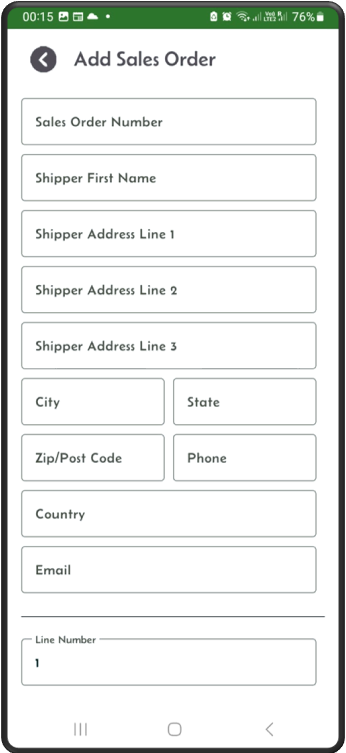 00:15 76%
Add Sales Order
Sales Order Number
Shipper First Name
Shipper Address Line 1
Shipper Address Line 2
Shipper Address Line 3
City State
Zip/Post Code Phone
Country
Email
Line Number
1